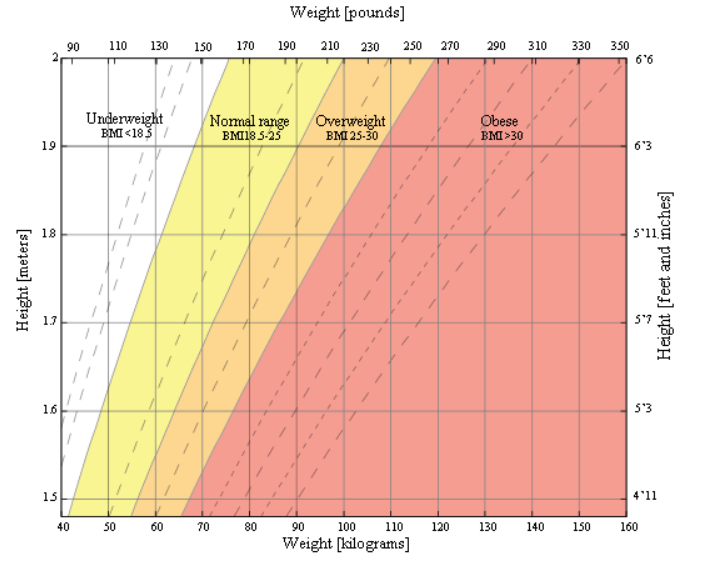 Weight [pounds]
90 110 130 150 170 190 210 230 250 270 290 310 330 350
2 6"6
Underweight Normal range Overweight Obese
BMI <18.5 BMI18.5-25 BMI 25-30 BMI >30
1.9 6"3
1.8 5"11
Height [meters]
Height [feet and inches]
1.7 5"7
1.6 5"3
1.5 4"11
40 50 60 70 80 90 100 110 120 130 140 150 160
Weight [kilograms]